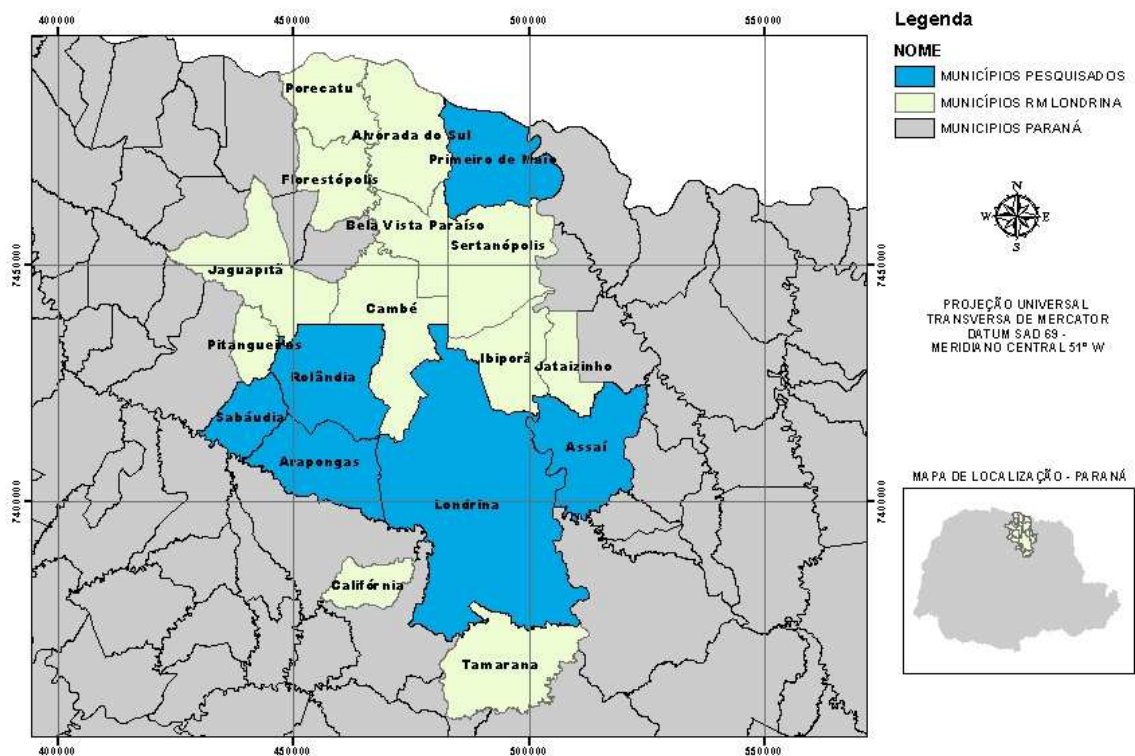 400000 450000 500000 550000
Legenda
NOME
MUNICÍPIOS PESQUISADOS
MUNICÍPIOS RM LONDRINA
MUNICIPIOS PARANÁ
N
W E
S
PROJEÇÃO UNIVERSAL
TRANSVERSA DE MERCATOR
DATUM SAD 69 -
MERIDIANO CENTRAL 51° W
MAPA DE LOCALIZAÇÃO - PARANÁ
Porecatu
Alvorada do Sul
Primeiro de Maio
Florestópolis
Bela Vista Paraíso
Sertanópolis
7450000 7450000
Jaguapitã
Cambé
Pitangueiras
Ibiporã
Jataizinho
Rolândia
Sabáudia
Assaí
Arapongas
7400000 7400000
Londrina
Califórnia
Tamarana
400000 450000 500000 550000